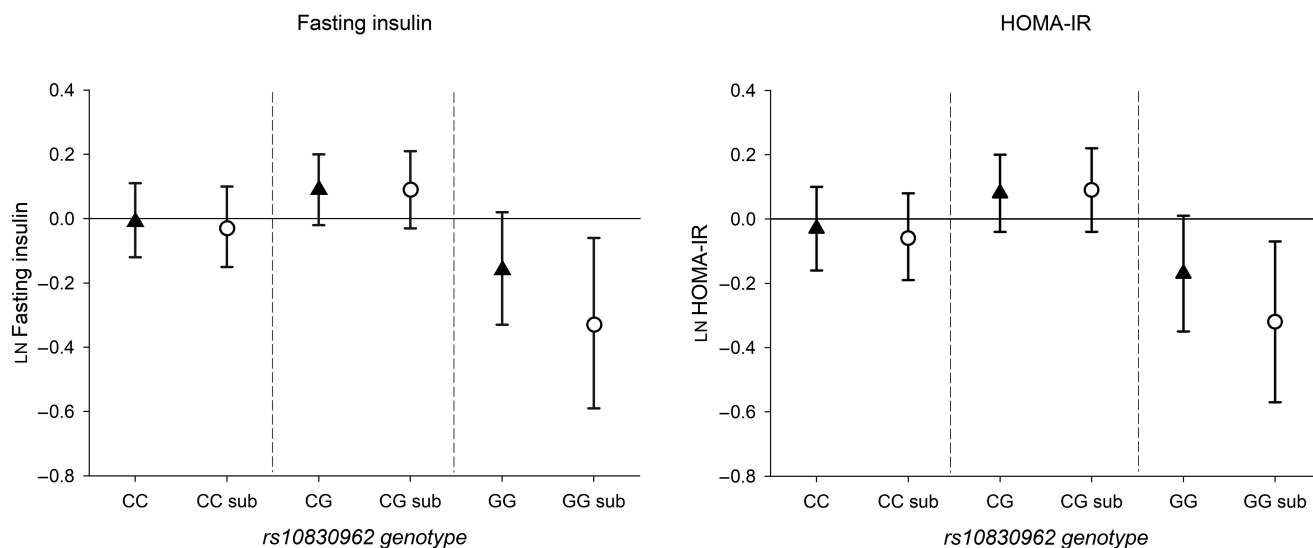 Fasting insulin
LN Fasting insulin
0.4
0.2
0.0
–0.2
–0.4
–0.6
–0.8
CC CC sub CG CG sub GG GG sub
rs10830962 genotype
HOMA-IR
LN HOMA-IR
0.4
0.2
0.0
–0.2
–0.4
–0.6
–0.8
CC CC sub CG CG sub GG GG sub
rs10830962 genotype